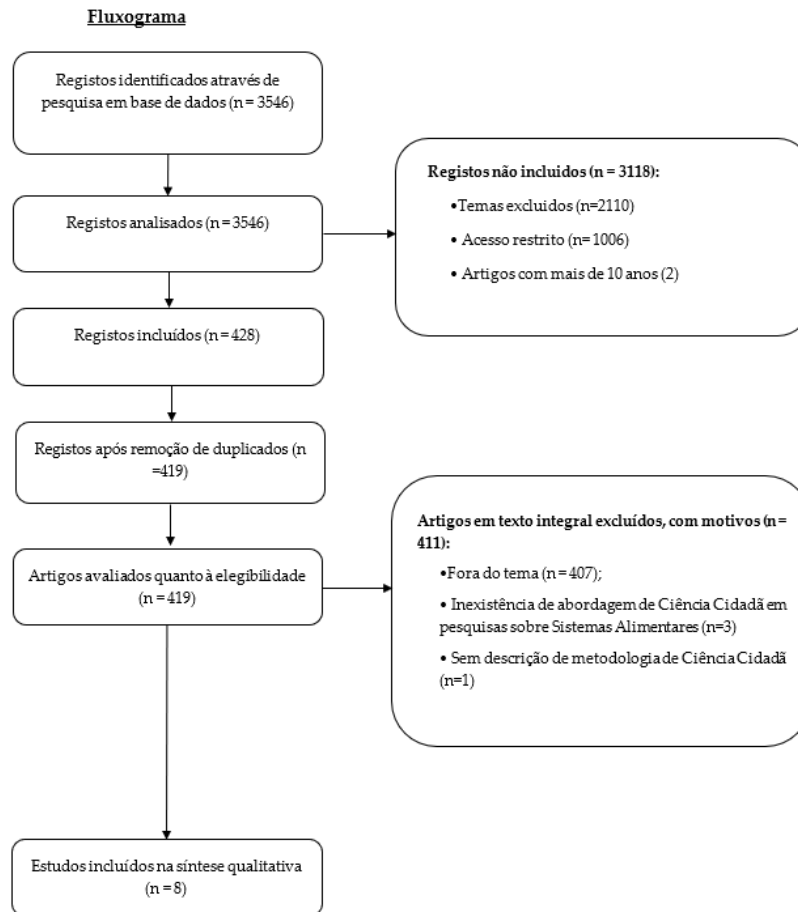 Fluxograma
Registos identificados através de
pesquisa em base de dados (n = 3546)
Registos não incluidos (n = 3118):
•Temas excluidos (n=2110)
• Acesso restrito (n=1006)
• Artigos com mais de 10 anos (2)
Registos analisados (n = 3546)
Registos incluídos (n = 428)
Registos após remoção de duplicados (n
=419)
Artigos em texto integral excluídos, com motivos (n =
411):
•Fora do tema (n = 407);
• Inexistência de abordagem de Ciência Cidadã em
pesquisas sobre Sistemas Alimentares (n=3)
• Sem descrição de metodologia de Ciência Cidadã
(n=1)
Artigos avaliados quanto à elegibilidade
(n = 419)
Estudos incluídos na síntese qualitativa
(n = 8)